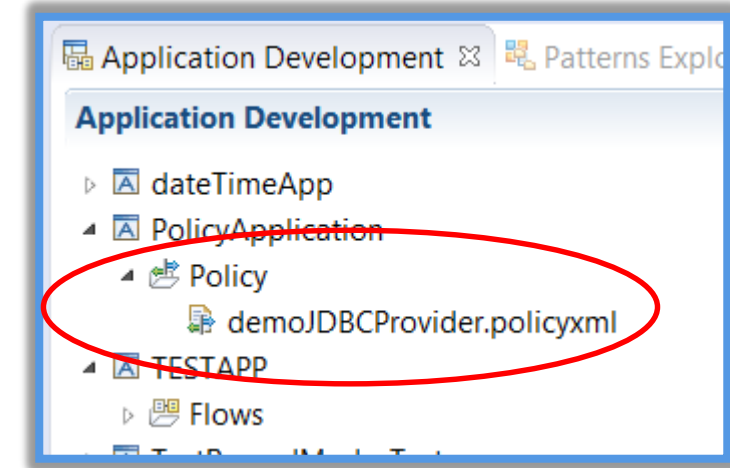 Application Development Patterns Explo
Application Development
dateTimeApp
PolicyApplication
Policy
demoJDBCProvider.policyxml
TESTAPP
Flows